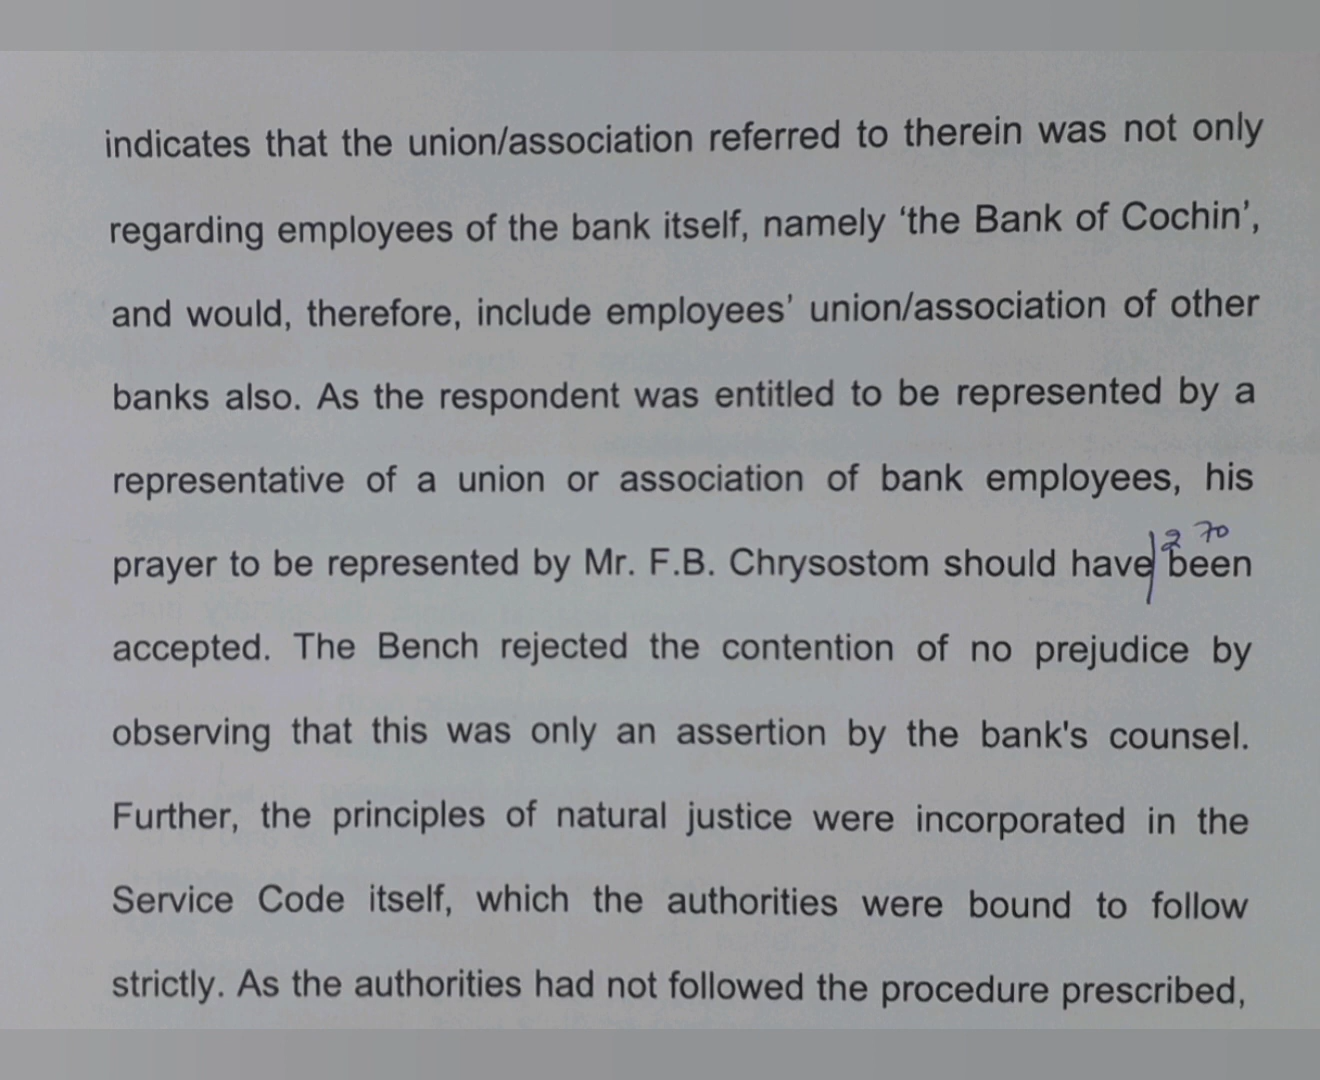 indicates that the union/association referred to therein was not only
regarding employees of the bank itself, namely ‘the Bank of Cochin’,
and would, therefore, include employees’ union/association of other
banks also. As the respondent was entitled to be represented by a
representative of a union or association of bank employees, his
270
prayer to be represented by Mr. F.B. Chrysostom should have been
accepted. The Bench rejected the contention of no prejudice by
observing that this was only an assertion by the bank's counsel.
Further, the principles of natural justice were incorporated in the
Service Code itself, which the authorities were bound to follow
strictly. As the authorities had not followed the procedure prescribed,